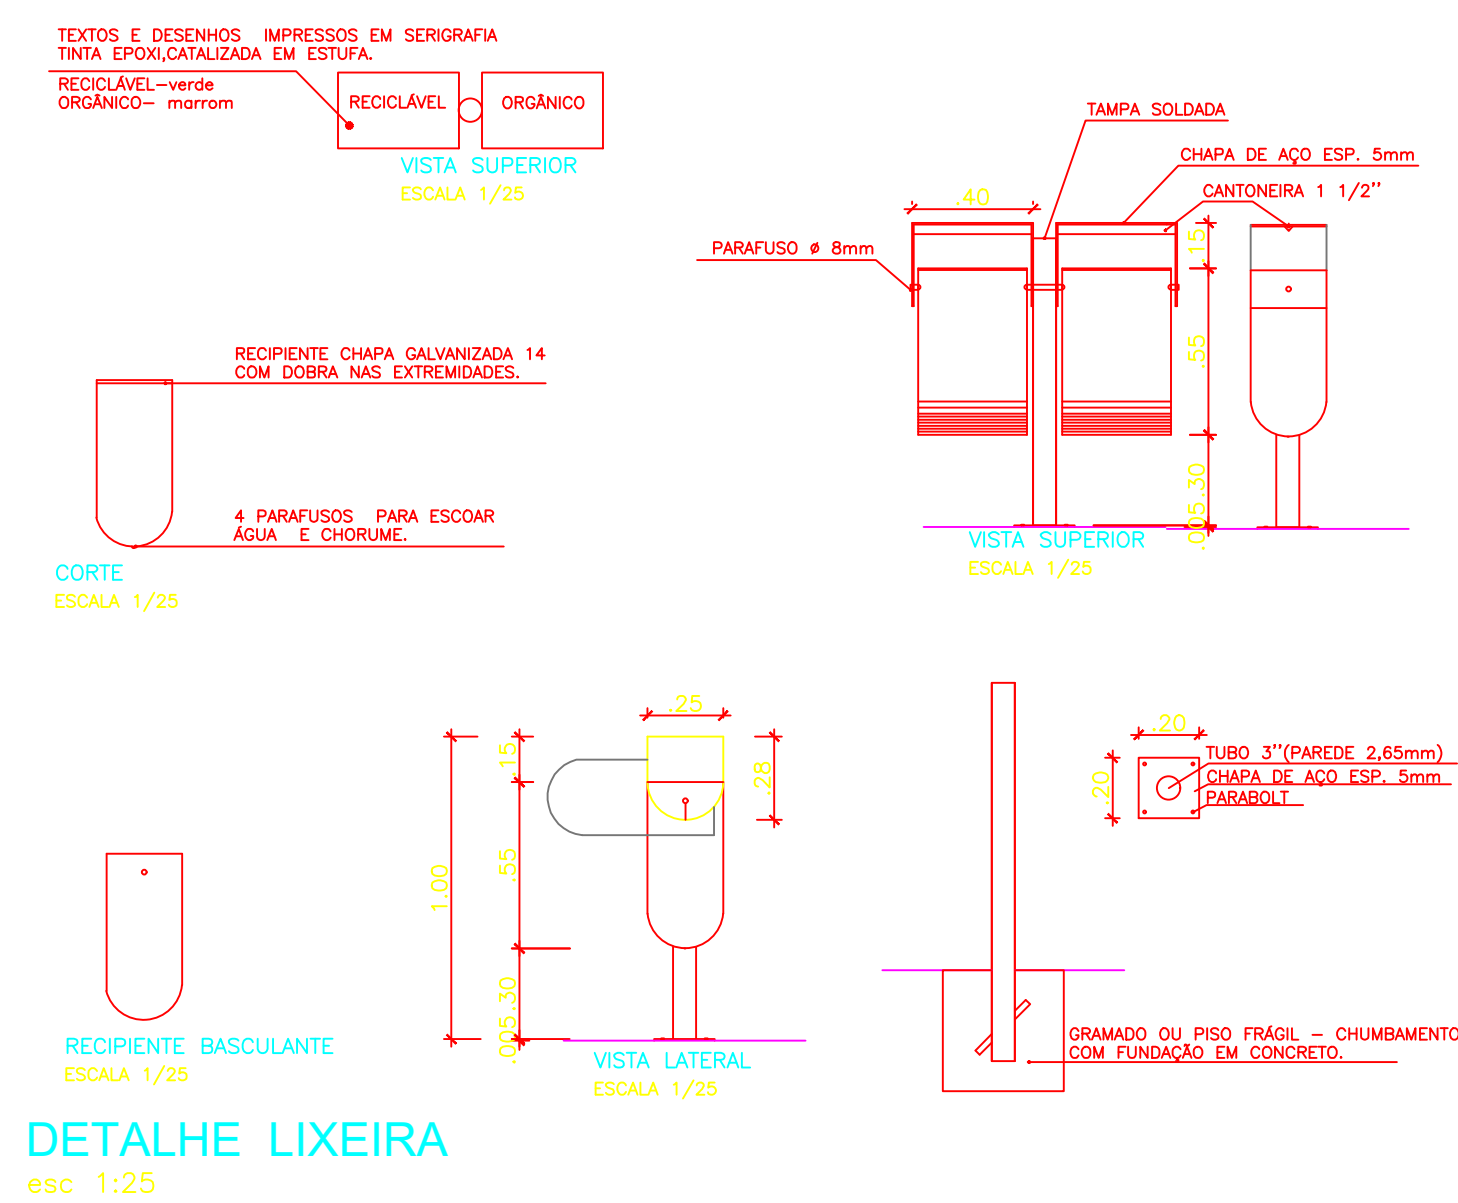 TEXTOS E DESENHOS IMPRESSOS EM SERIGRAFIA
TINTA EPOXI,CATALIZADA EM ESTUFA.
RECICLÁVEL-verde
ORGÂNICO- marrom
RECICLÁVEL
ORGÂNICO
VISTA SUPERIOR
ESCALA 1/25
TAMPA SOLDADA
CHAPA DE AÇO ESP. 5mm
CANTONEIRA 1 1/2''
PARAFUSO ø 8mm
.40
.15
.55
.30
.005
VISTA SUPERIOR
ESCALA 1/25
RECIPIENTE CHAPA GALVANIZADA 14
COM DOBRA NAS EXTREMIDADES.
4 PARAFUSOS PARA ESCOAR
ÁGUA E CHORUME.
CORTE
ESCALA 1/25
RECIPIENTE BASCULANTE
ESCALA 1/25
.25
.15
.28
.55
1.00
.30
.005
VISTA LATERAL
ESCALA 1/25
.20
.20
TUBO 3''(PAREDE 2,65mm)
CHAPA DE AÇO ESP. 5mm
PARABOLT
GRAMADO OU PISO FRÁGIL - CHUMBAMENTO
COM FUNDAÇÃO EM CONCRETO.
DETALHE LIXEIRA
esc 1:25